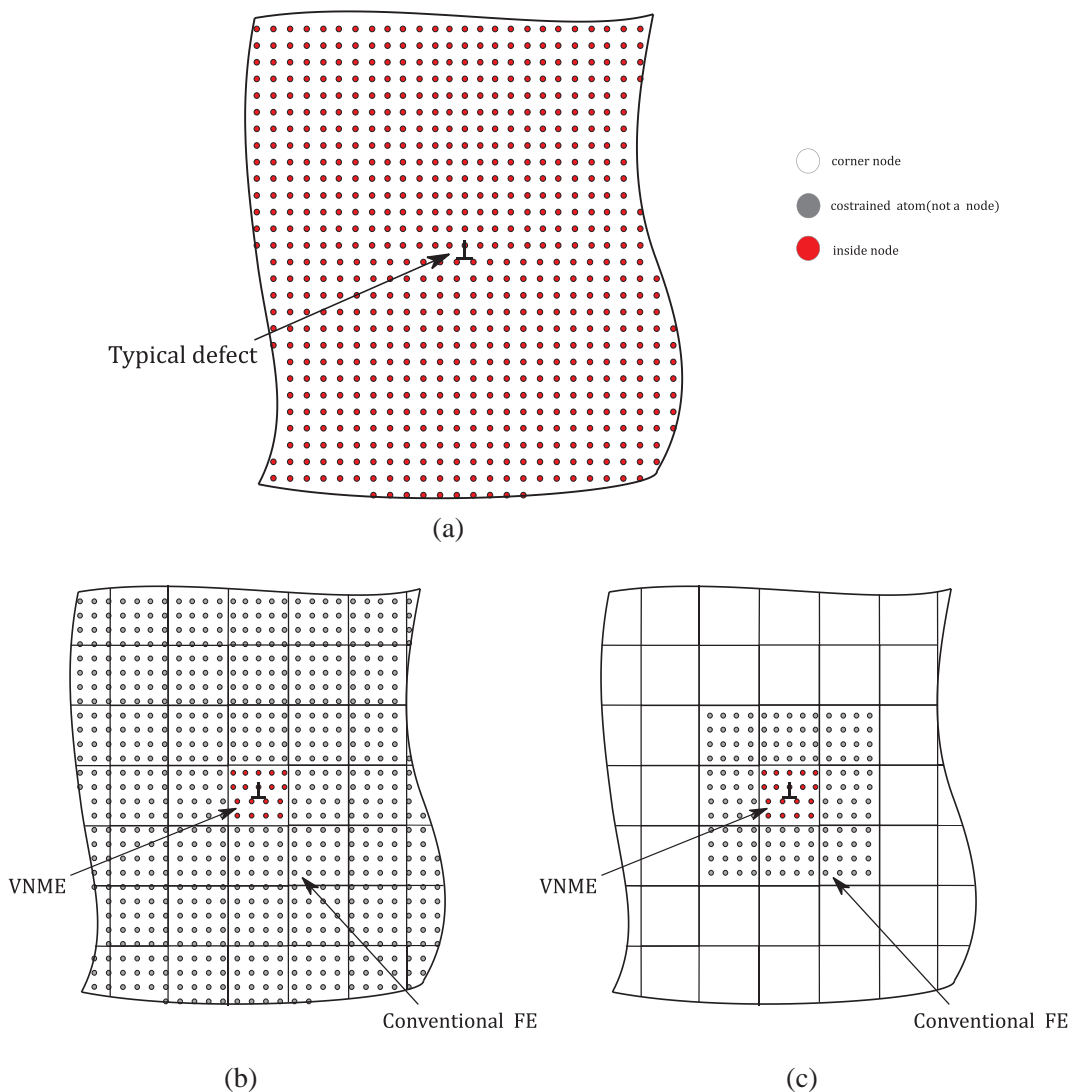 corner node
costrained atom(not a node)
inside node
Typical defect
(a)
VNME
Conventional FE
(b)
VNME
Conventional FE
(c)